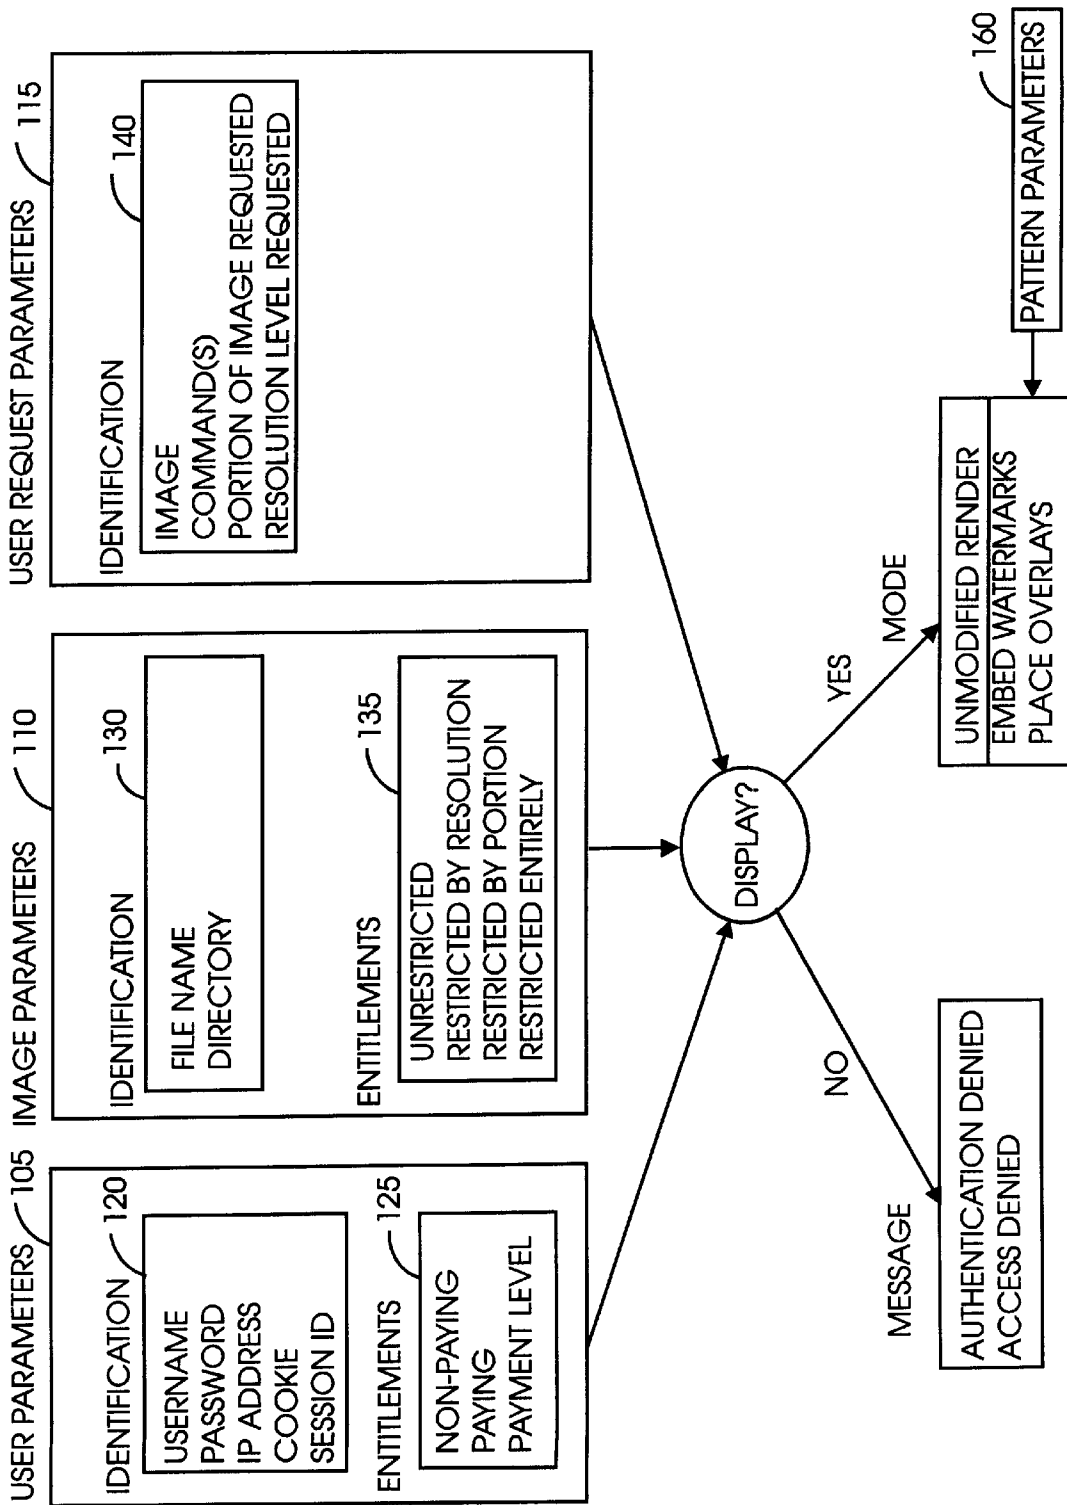 USER PARAMETERS 105
IDENTIFICATION 120
USERNAME
PASSWORD
IP ADDRESS
COOKIE
SESSION ID
ENTITLEMENTS 125
NON-PAYING
PAYING
PAYMENT LEVEL
IMAGE PARAMETERS 110
IDENTIFICATION 130
FILE NAME
DIRECTORY
ENTITLEMENTS 135
UNRESTRICTED
RESTRICTED BY RESOLUTION
RESTRICTED BY PORTION
RESTRICTED ENTIRELY
USER REQUEST PARAMETERS 115
IDENTIFICATION 140
IMAGE
COMMAND(S)
PORTION OF IMAGE REQUESTED
RESOLUTION LEVEL REQUESTED
DISPLAY?
NO
MESSAGE
AUTHENTICATION DENIED
ACCESS DENIED
YES
MODE
UNMODIFIED RENDER
EMBED WATERMARKS
PLACE OVERLAYS
160
PATTERN PARAMETERS